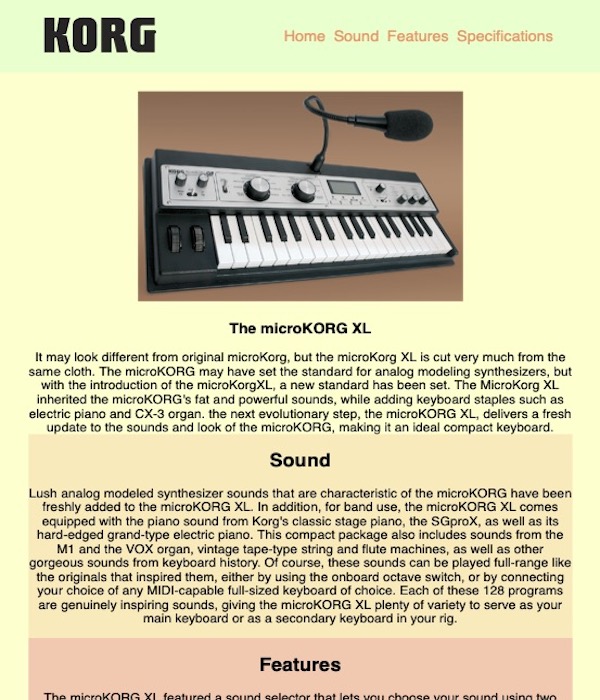 KORG
Home Sound Features Specifications
The microKORG XL
It may look different from original microKorg, but the microKorg XL is cut very much from the
same cloth. The microKORG may have set the standard for analog modeling synthesizers, but
with the introduction of the microKorgXL, a new standard has been set. The MicroKorg XL
inherited the microKORG's fat and powerful sounds, while adding keyboard staples such as
electric piano and CX-3 organ. the next evolutionary step, the microKORG XL, delivers a fresh
update to the sounds and look of the microKORG, making it an ideal compact keyboard.
Sound
Lush analog modeled synthesizer sounds that are characteristic of the microKORG have been
freshly added to the microKORG XL. In addition, for band use, the microKORG XL comes
equipped with the piano sound from Korg's classic stage piano, the SGproX, as well as its
hard-edged grand-type electric piano. This compact package also includes sounds from the
M1 and the VOX organ, vintage tape-type string and flute machines, as well as other
gorgeous sounds from keyboard history. Of course, these sounds can be played full-range like
the originals that inspired them, either by using the onboard octave switch, or by connecting
your choice of any MIDI-capable full-sized keyboard of choice. Each of these 128 programs
are genuinely inspiring sounds, giving the microKORG XL plenty of variety to serve as your
main keyboard or as a secondary keyboard in your rig.
Features
The microKORG XL featured a sound selector that lets you choose your sound using two